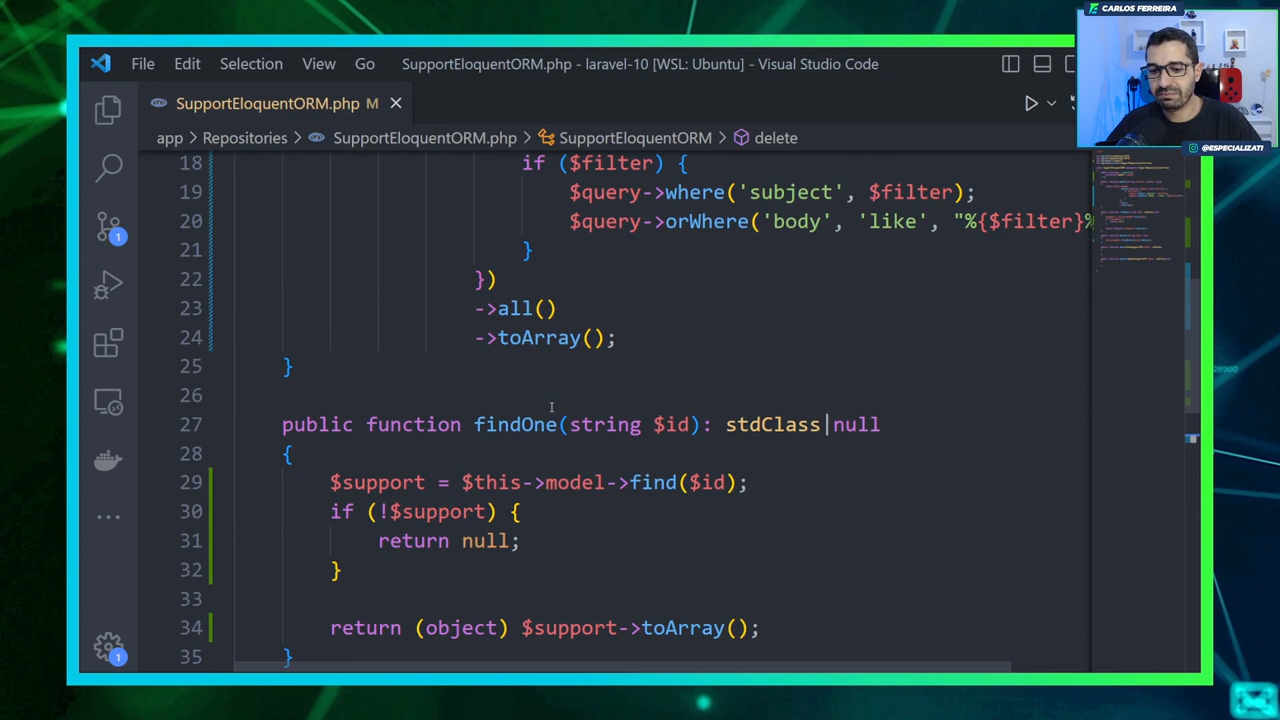 CARLOS FERREIRA
File Edit Selection View Go SupportEloquentORM.php - laravel-10 [WSL: Ubuntu] - Visual Studio Code
SupportEloquentORM.php M
app > Repositories > SupportEloquentORM.php > SupportEloquentORM > delete
@ESPECIALIZATI
18 if ($filter) {
19 $query->where('subject', $filter);
20 $query->orWhere('body', 'like', "%{$filter}%
21 }
22 })
23 ->all()
24 ->toArray();
25 }
26
27 public function findOne(string $id): stdClass|null
28 {
29 $support = $this->model->find($id);
30 if (!$support) {
31 return null;
32 }
33
34 return (object) $support->toArray();
35 }
1
1